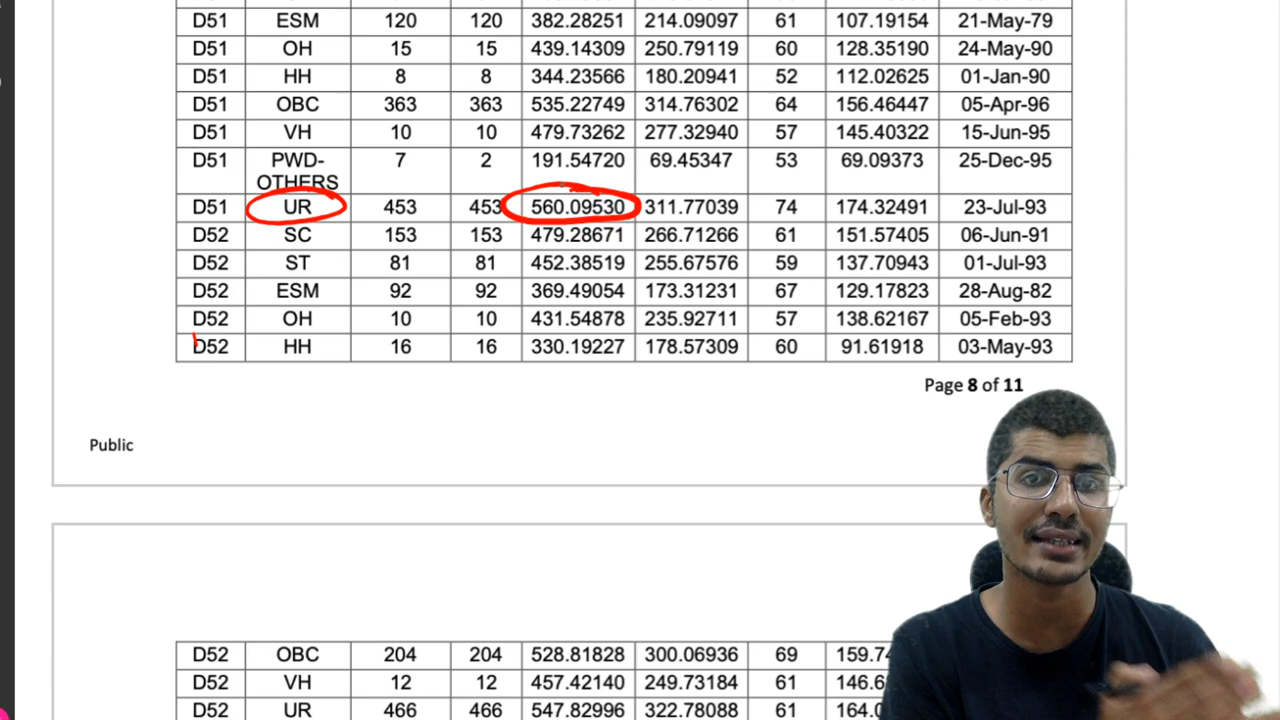 D51 ESM 120 120 382.28251 214.09097 61 107.19154 21-May-79
D51 OH 15 15 439.14309 250.79119 60 128.35190 24-May-90
D51 HH 8 8 344.23566 180.20941 52 112.02625 01-Jan-90
D51 OBC 363 363 535.22749 314.76302 64 156.46447 05-Apr-96
D51 VH 10 10 479.73262 277.32940 57 145.40322 15-Jun-95
D51 PWD- 7 2 191.54720 69.45347 53 69.09373 25-Dec-95
OTHERS
D51 UR 453 453 560.09530 311.77039 74 174.32491 23-Jul-93
D52 SC 153 153 479.28671 266.71266 61 151.57405 06-Jun-91
D52 ST 81 81 452.38519 255.67576 59 137.70943 01-Jul-93
D52 ESM 92 92 369.49054 173.31231 67 129.17823 28-Aug-82
D52 OH 10 10 431.54878 235.92711 57 138.62167 05-Feb-93
D52 HH 16 16 330.19227 178.57309 60 91.61918 03-May-93
Page 8 of 11
Public
D52 OBC 204 204 528.81828 300.06936 69 159.74
D52 VH 12 12 457.42140 249.73184 61 146.6
D52 UR 466 466 547.82996 322.78088 61 164.0